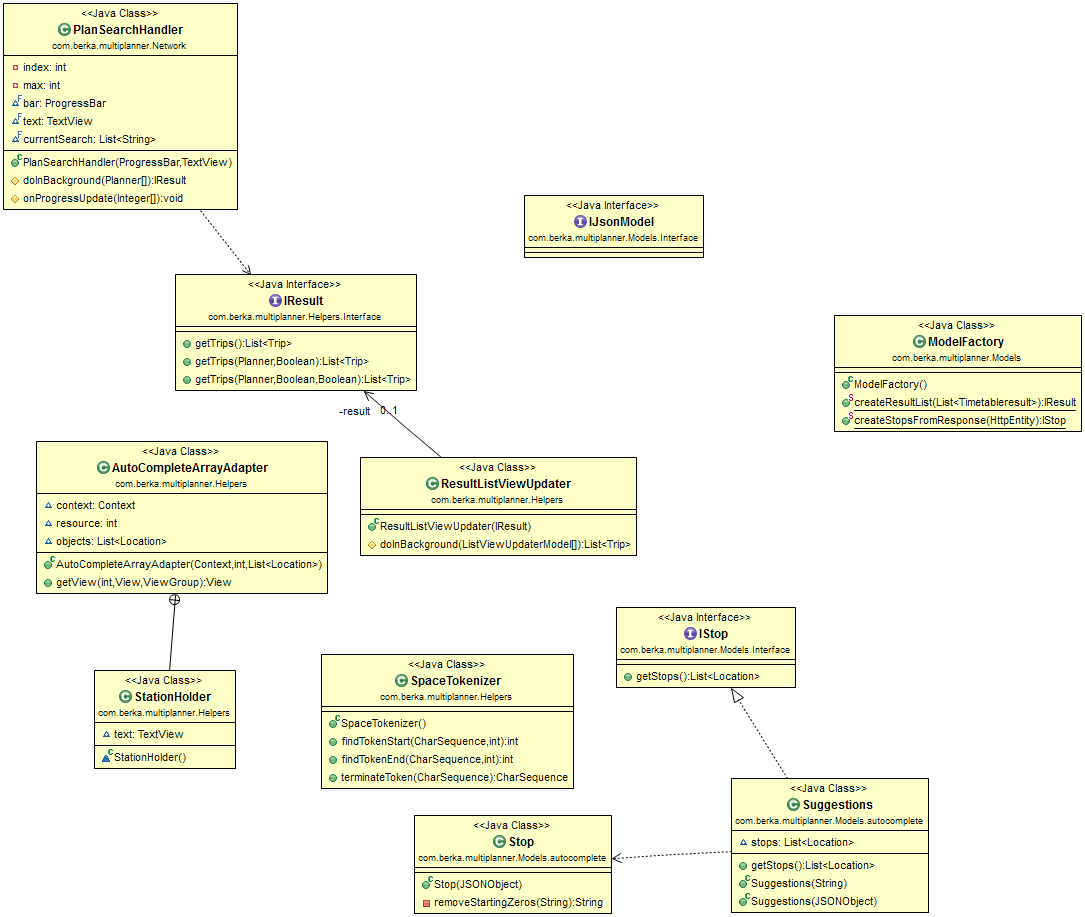 <<Java Class>>
PlanSearchHandler
com.berka.multiplanner.Network
index: int
max: int
bar: ProgressBar
text: TextView
currentSearch: List<String>
PlanSearchHandler(ProgressBar,TextView)
doInBackground(Planner[]):IResult
onProgressUpdate(Integer[]):void
<<Java Interface>>
IJsonModel
com.berka.multiplanner.Models.Interface
<<Java Interface>>
IResult
com.berka.multiplanner.Helpers.Interface
getTrips():List<Trip>
getTrips(Planner,Boolean):List<Trip>
getTrips(Planner,Boolean,Boolean):List<Trip>
<<Java Class>>
ModelFactory
com.berka.multiplanner.Models
ModelFactory()
createResultList(List<Timetableresult>):IResult
createStopsFromResponse(HttpEntity):IStop
-result 0..1
<<Java Class>>
AutoCompleteArrayAdapter
com.berka.multiplanner.Helpers
context: Context
resource: int
objects: List<Location>
AutoCompleteArrayAdapter(Context,int,List<Location>)
getView(int,View,ViewGroup):View
<<Java Class>>
ResultListViewUpdater
com.berka.multiplanner.Helpers
ResultListViewUpdater(IResult)
doInBackground(ListViewUpdaterModel[]):List<Trip>
<<Java Interface>>
IStop
com.berka.multiplanner.Models.Interface
getStops():List<Location>
<<Java Class>>
StationHolder
com.berka.multiplanner.Helpers
text: TextView
StationHolder()
<<Java Class>>
SpaceTokenizer
com.berka.multiplanner.Helpers
SpaceTokenizer()
findTokenStart(CharSequence,int):int
findTokenEnd(CharSequence,int):int
terminateToken(CharSequence):CharSequence
<<Java Class>>
Suggestions
com.berka.multiplanner.Models.autocomplete
stops: List<Location>
getStops():List<Location>
Suggestions(String)
Suggestions(JSONObject)
<<Java Class>>
Stop
com.berka.multiplanner.Models.autocomplete
Stop(JSONObject)
removeStartingZeros(String):String